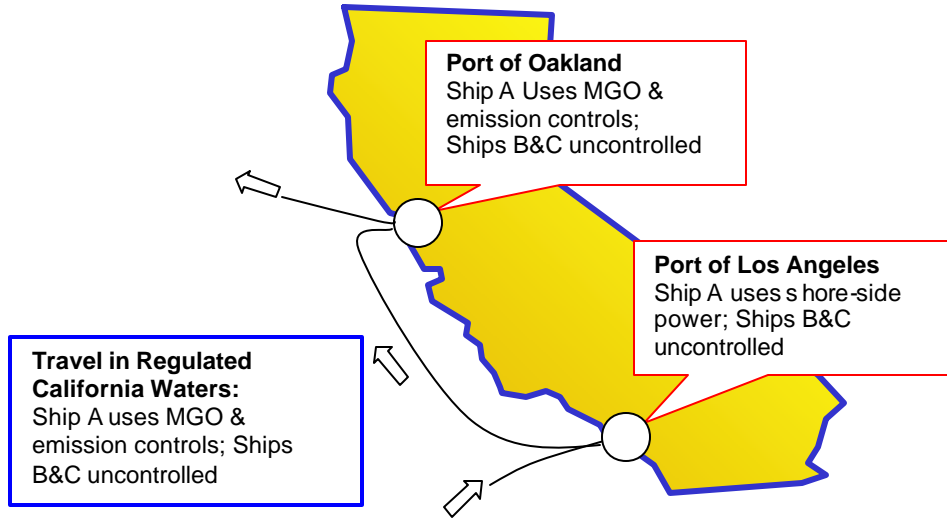 Port of Oakland
Ship A Uses MGO &
emission controls;
Ships B&C uncontrolled
Port of Los Angeles
Ship A uses shore-side
power; Ships B&C
uncontrolled
Travel in Regulated
California Waters:
Ship A uses MGO &
emission controls; Ships
B&C uncontrolled